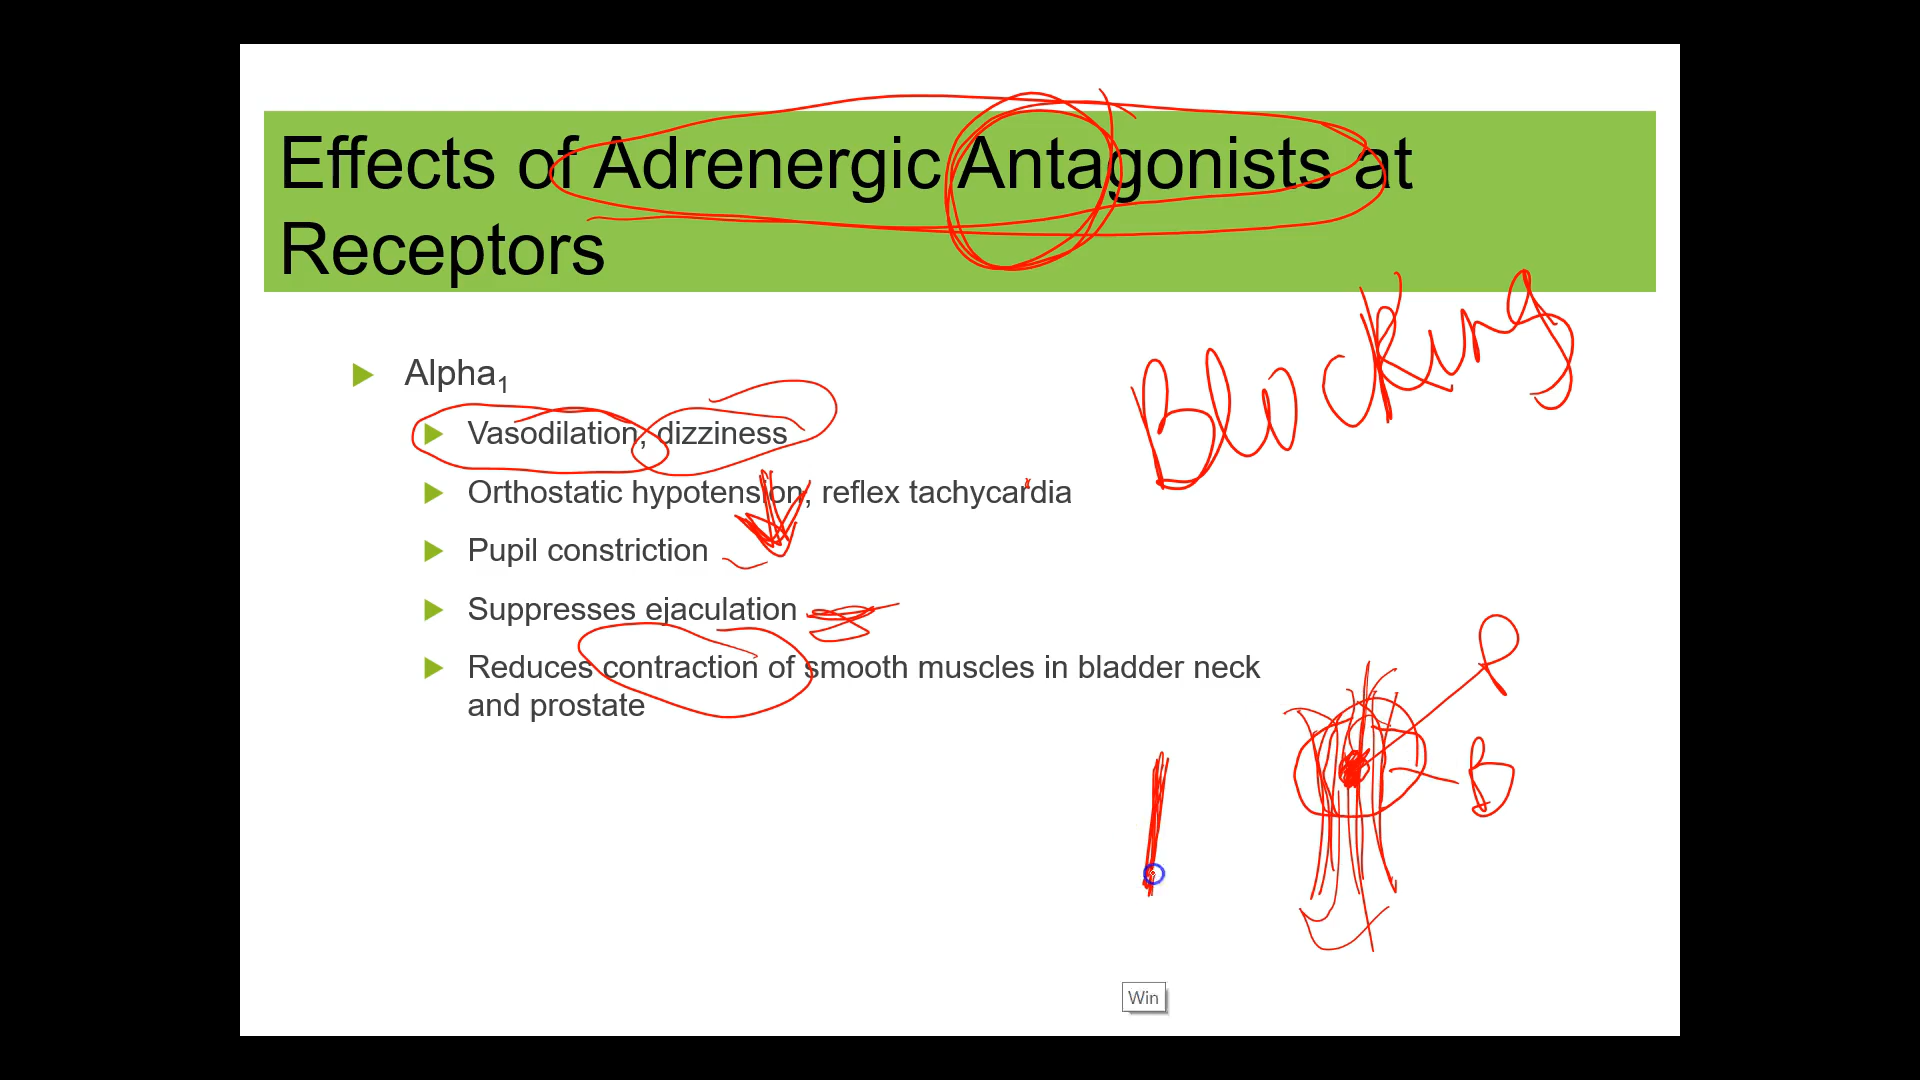 Effects of Adrenergic Antagonists at
Receptors
Blocking
Alpha₁
Vasodilation, dizziness
Orthostatic hypotension, reflex tachycardia
Pupil constriction
Suppresses ejaculation
Reduces contraction of smooth muscles in bladder neck
and prostate
P
B
Win